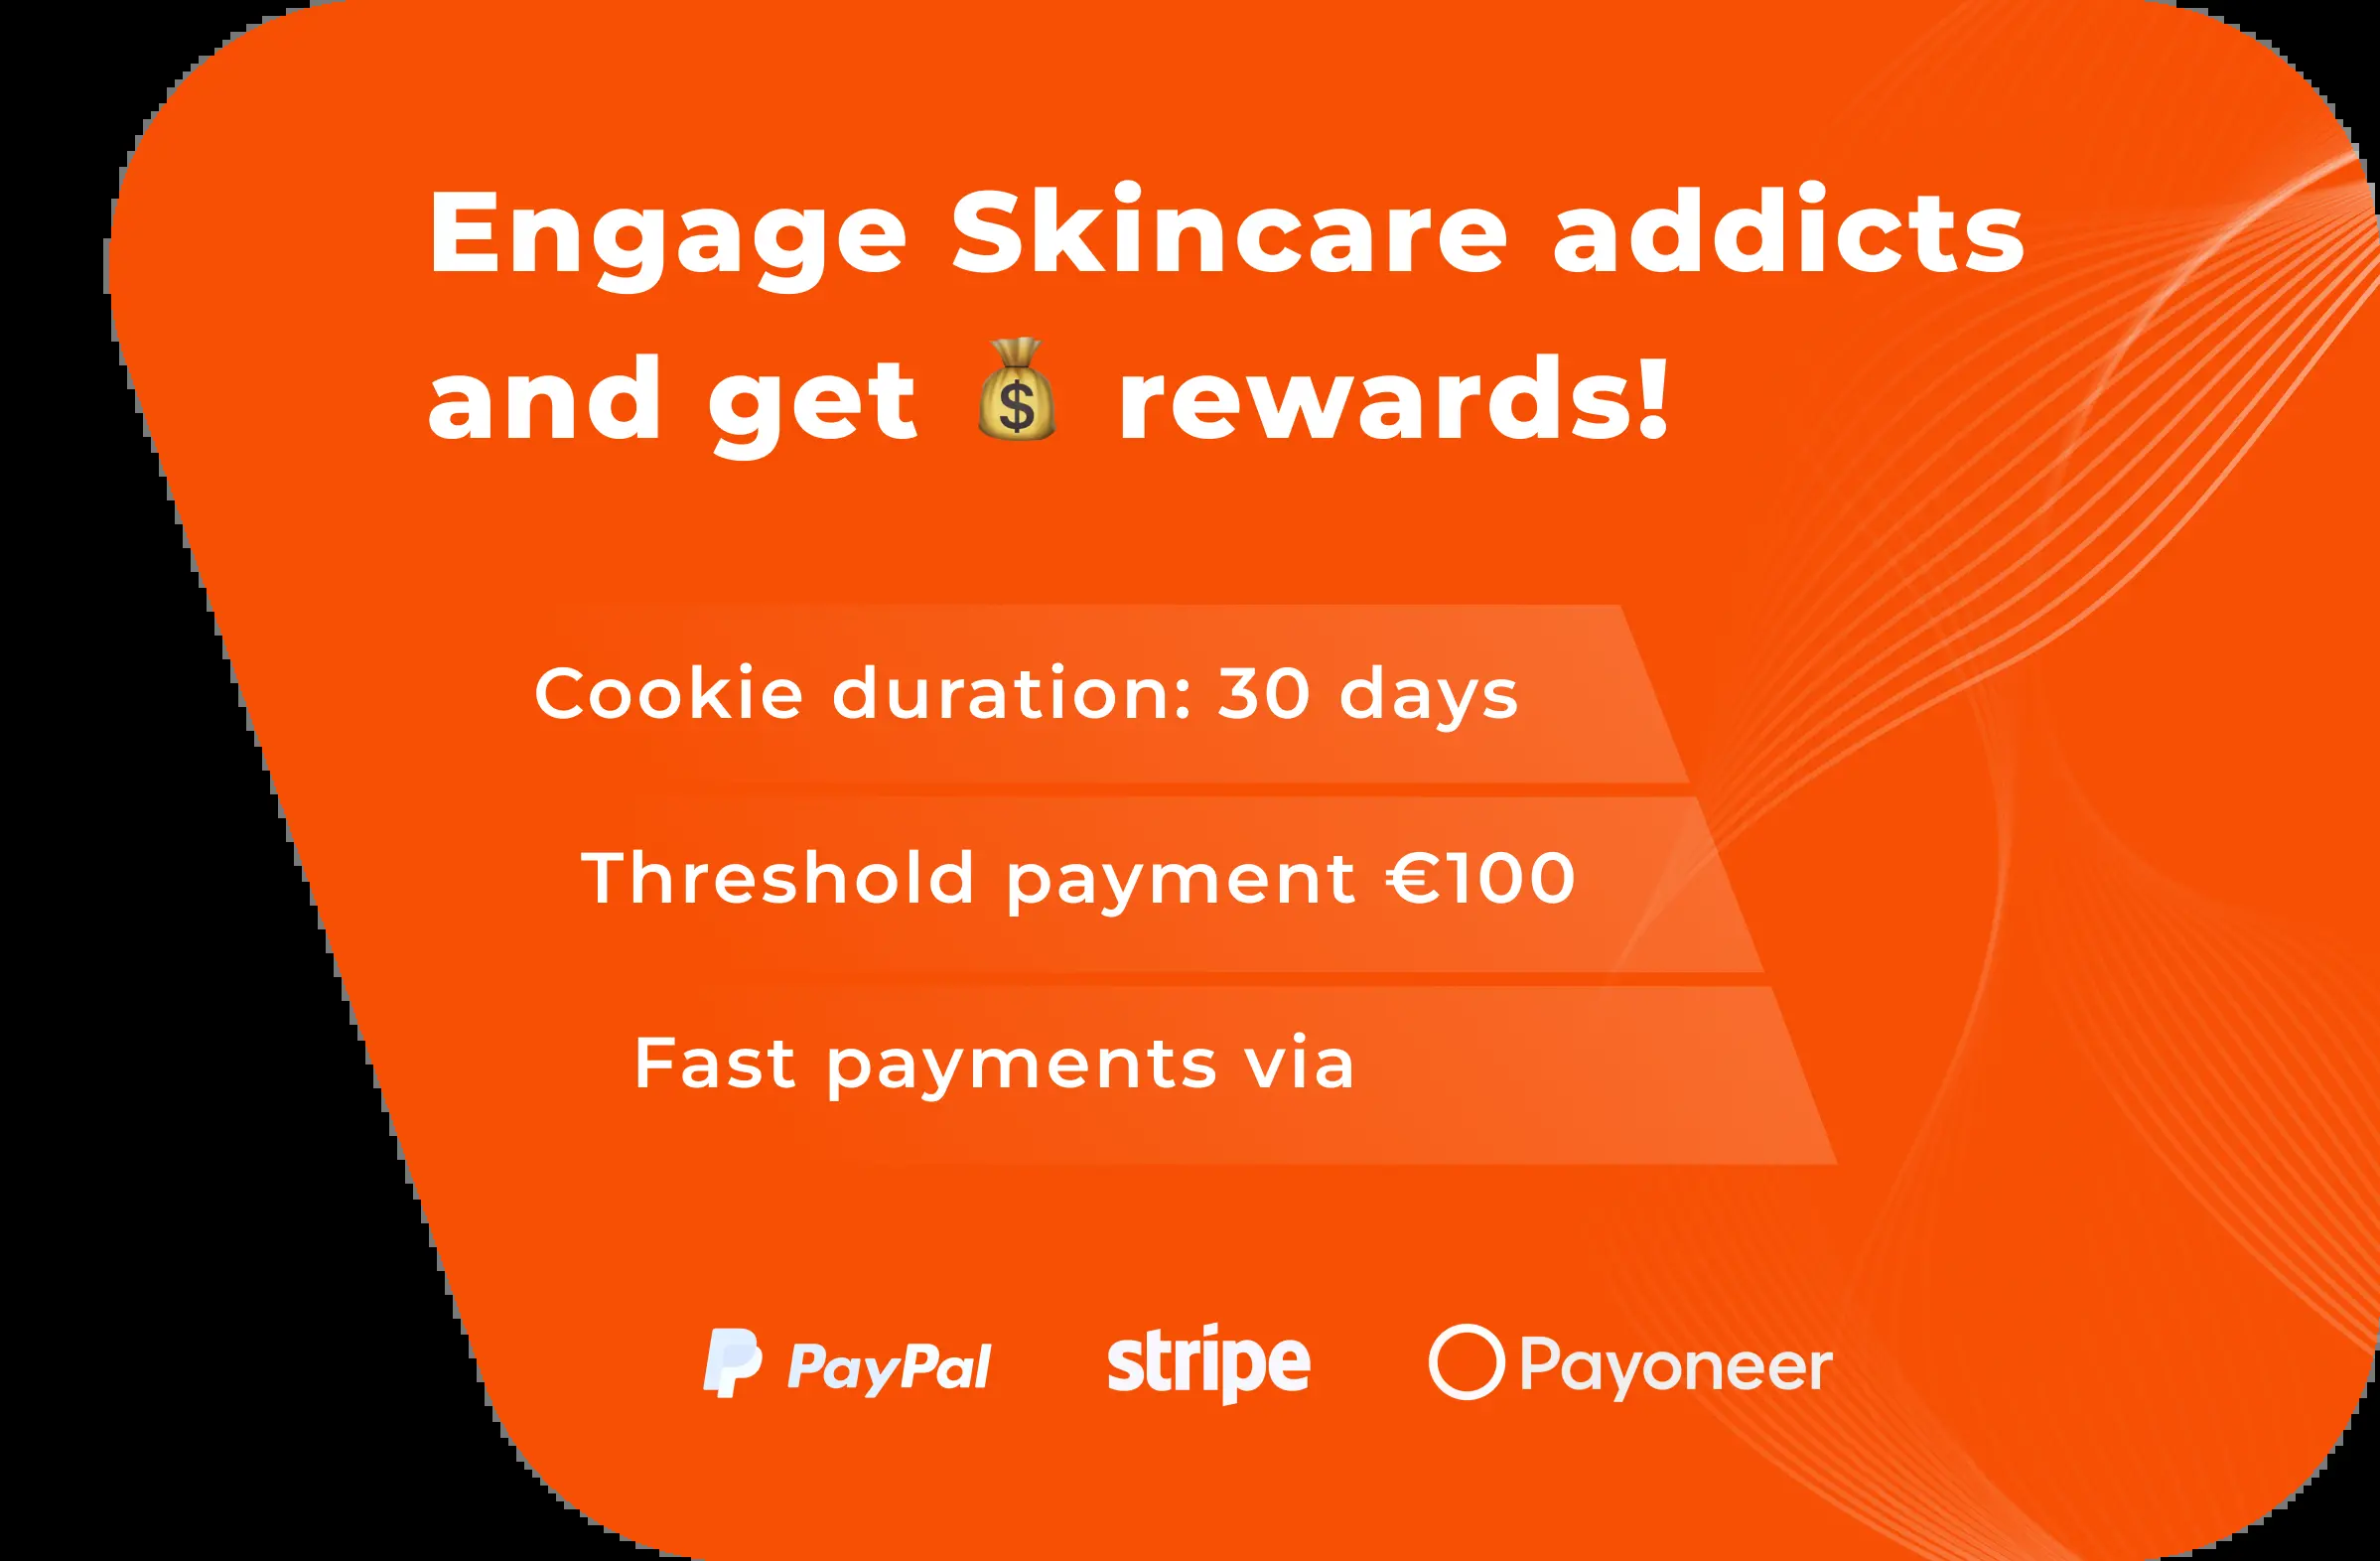 Engage Skincare addicts
and get 💰 rewards!
Cookie duration: 30 days
Threshold payment €100
Fast payments via
PayPal stripe Payoneer